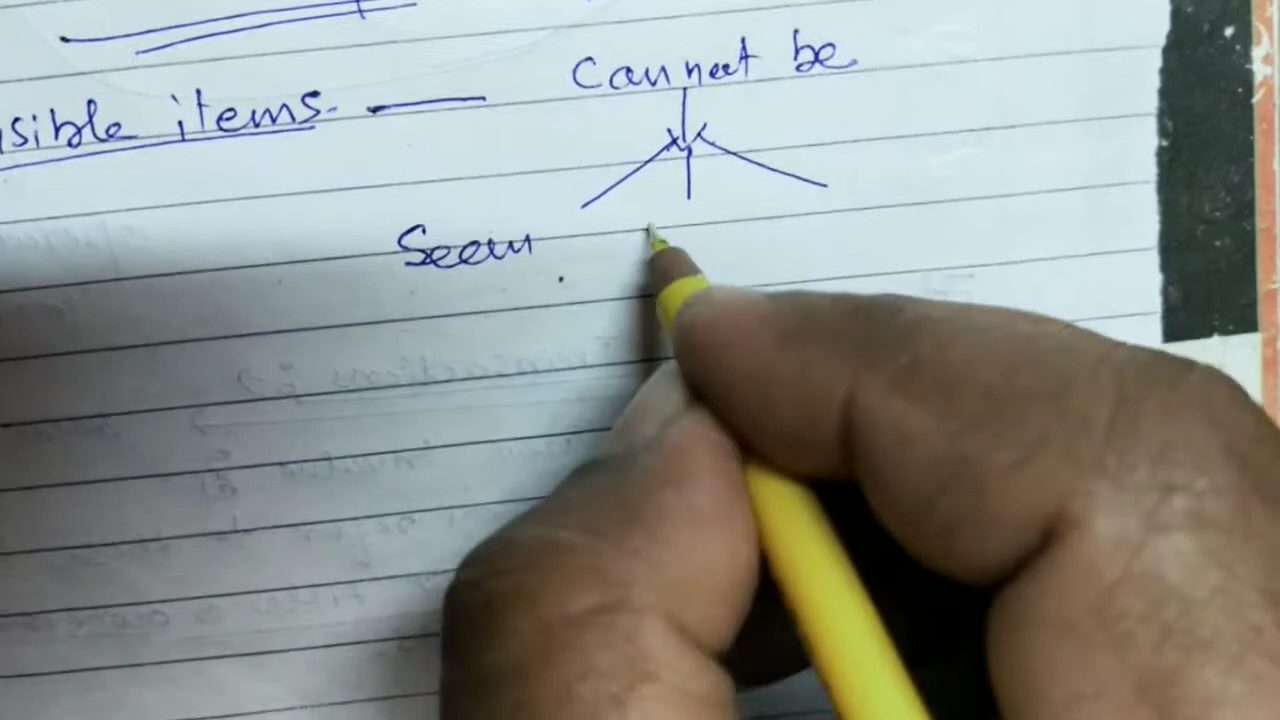 Cannot be
sible items. —
Seen